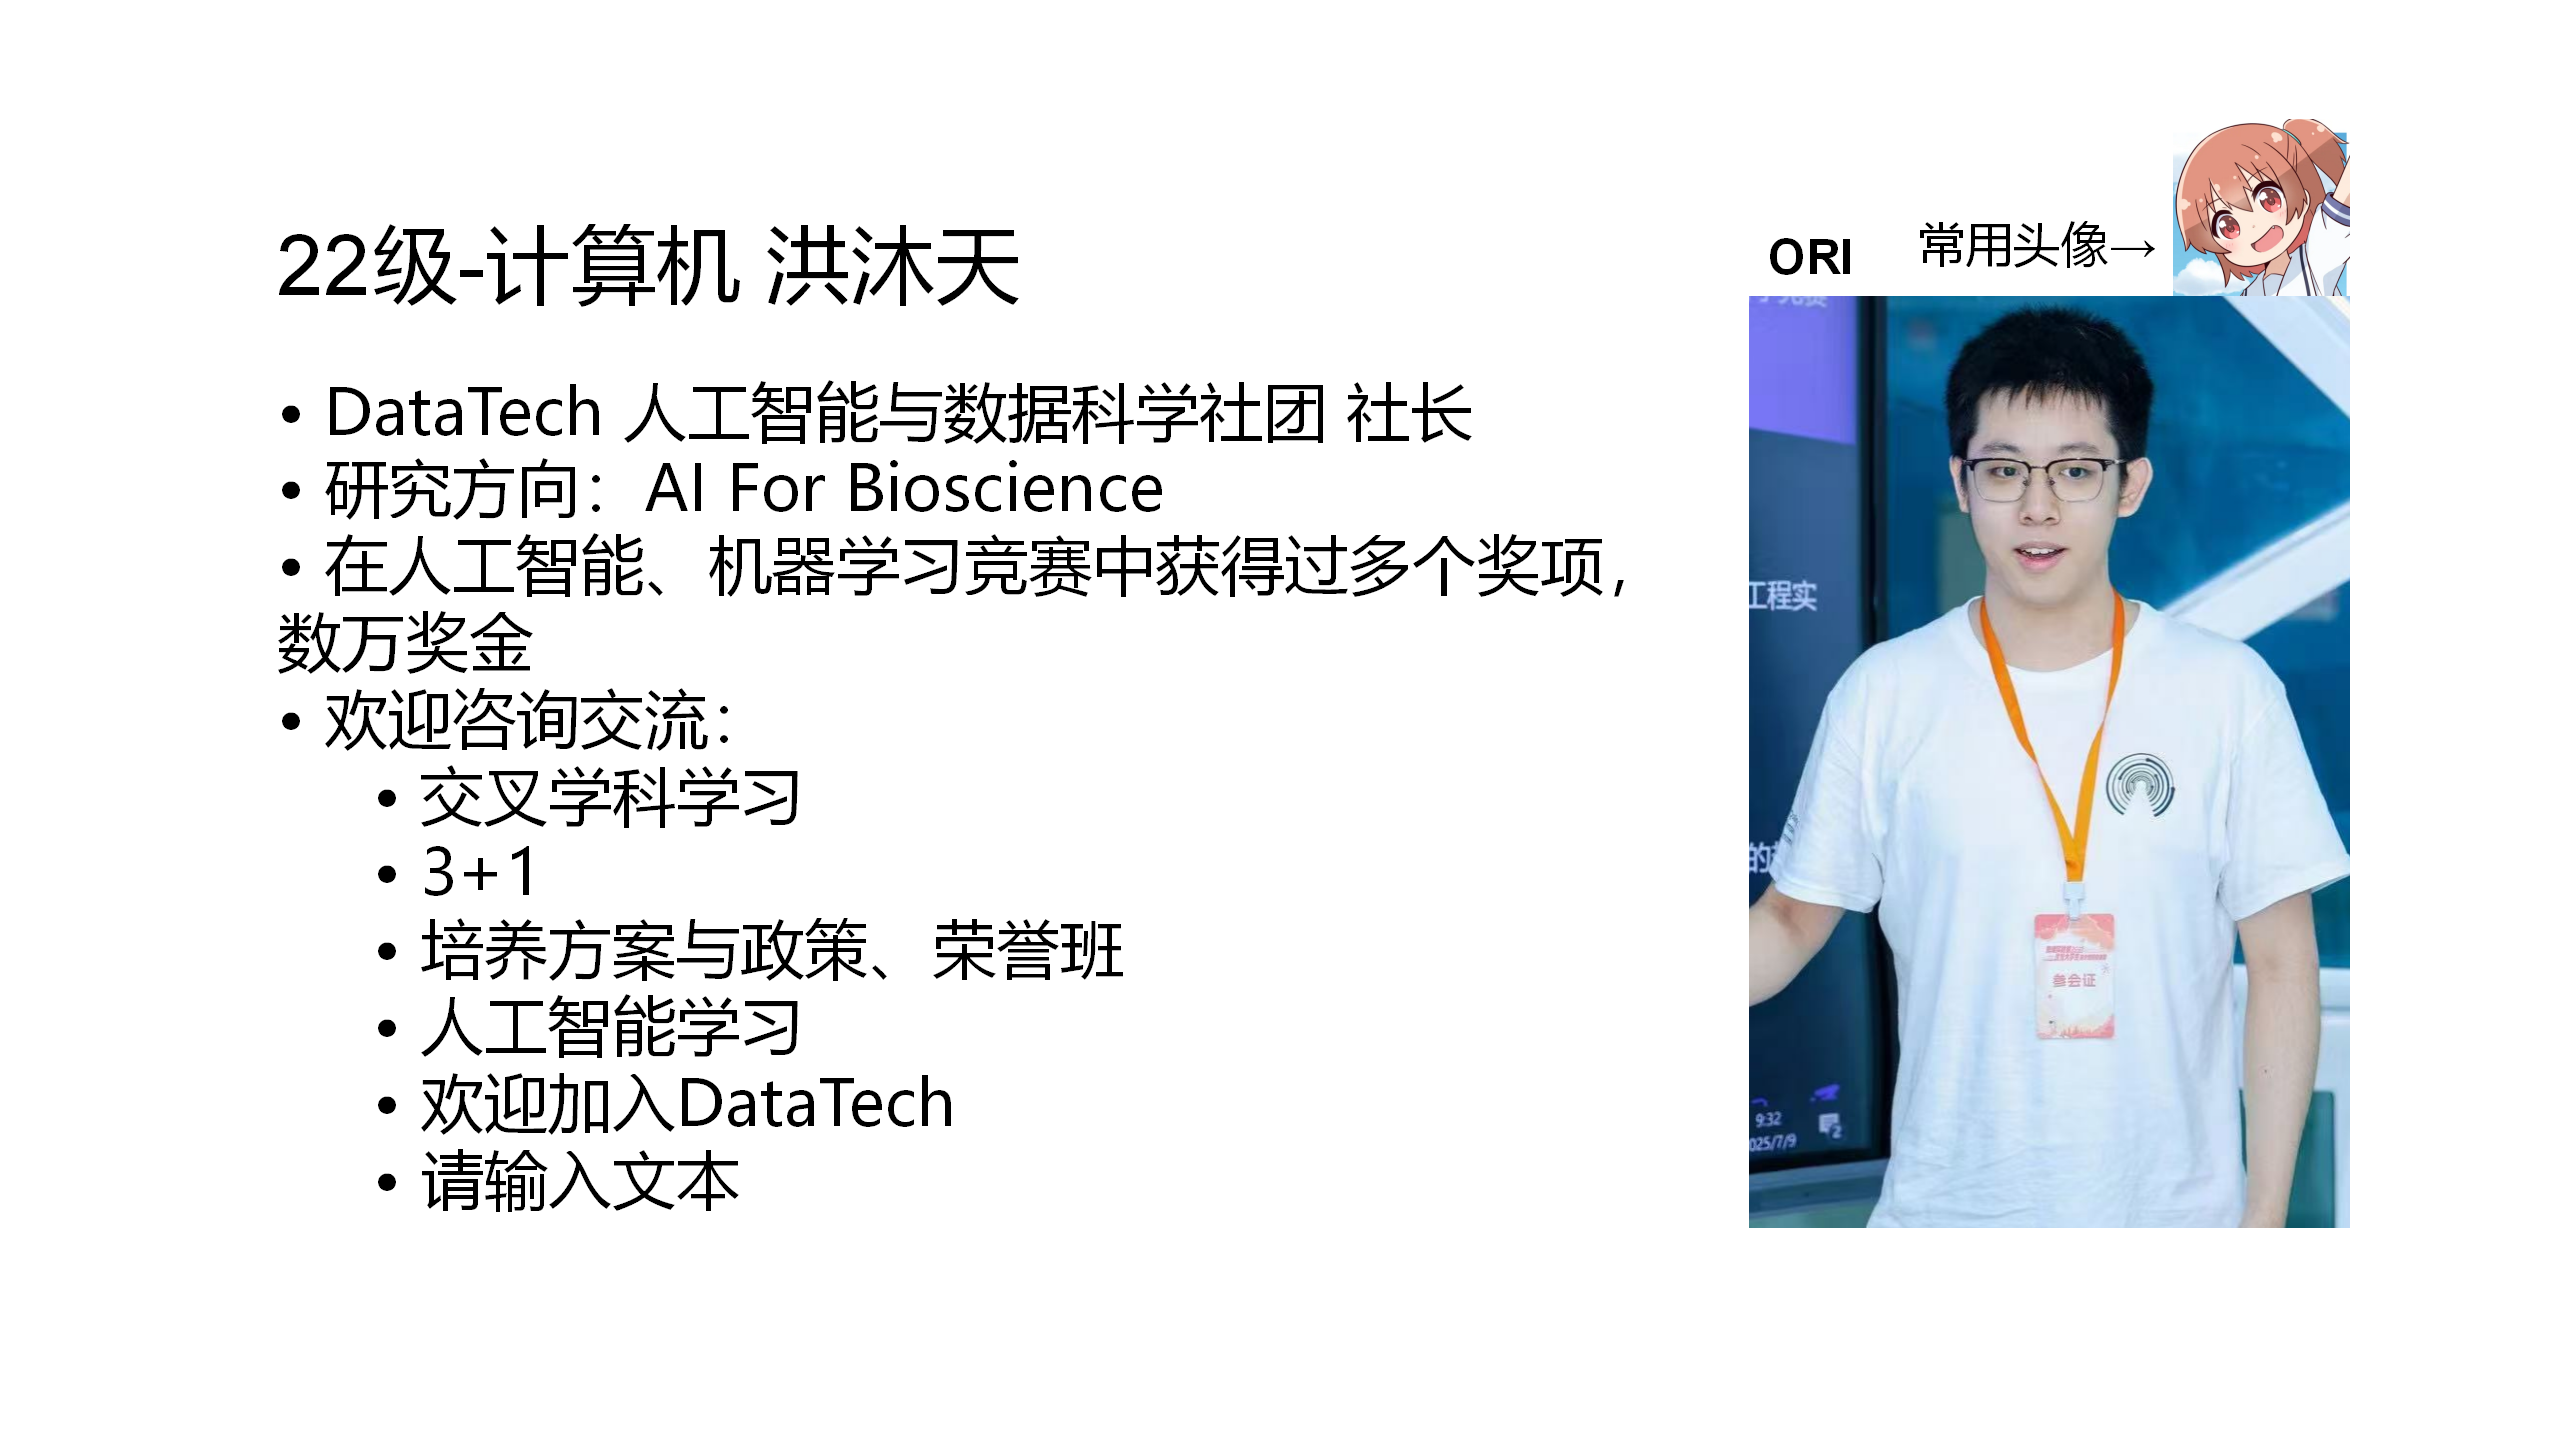 22级-计算机 洪沐天
ORI
常用头像→
• DataTech 人工智能与数据科学社团 社长
• 研究方向：AI For Bioscience
• 在人工智能、机器学习竞赛中获得过多个奖项，
数万奖金
• 欢迎咨询交流：
• 交叉学科学习
• 3+1
• 培养方案与政策、荣誉班
• 人工智能学习
• 欢迎加入DataTech
• 请输入文本
工程实
的
参会证
9:32
025/7/9
2